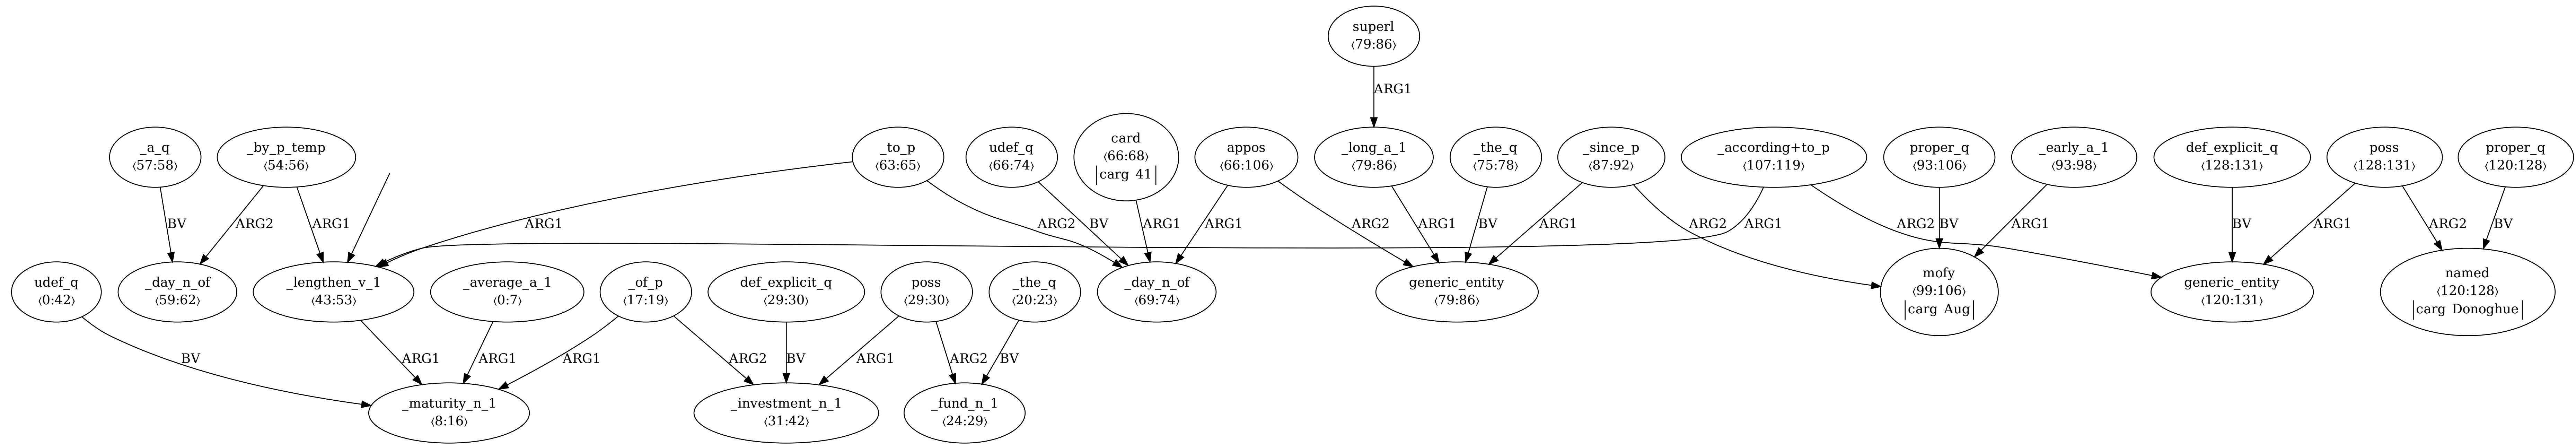 superl
⟨79:86⟩
ARG1
_a_q
⟨57:58⟩
_by_p_temp
⟨54:56⟩
_to_p
⟨63:65⟩
udef_q
⟨66:74⟩
card
⟨66:68⟩
carg 41
appos
⟨66:106⟩
_long_a_1
⟨79:86⟩
_the_q
⟨75:78⟩
_since_p
⟨87:92⟩
_according+to_p
⟨107:119⟩
proper_q
⟨93:106⟩
_early_a_1
⟨93:98⟩
def_explicit_q
⟨128:131⟩
poss
⟨128:131⟩
proper_q
⟨120:128⟩
BV
ARG2
ARG1
ARG1
ARG2
BV
ARG1
ARG1
ARG2
ARG1
BV
ARG1
ARG2
ARG1
ARG2
BV
ARG1
BV
ARG1
ARG2
BV
udef_q
⟨0:42⟩
_day_n_of
⟨59:62⟩
_lengthen_v_1
⟨43:53⟩
_average_a_1
⟨0:7⟩
_of_p
⟨17:19⟩
def_explicit_q
⟨29:30⟩
poss
⟨29:30⟩
_the_q
⟨20:23⟩
_day_n_of
⟨69:74⟩
generic_entity
⟨79:86⟩
mofy
⟨99:106⟩
carg Aug
generic_entity
⟨120:131⟩
named
⟨120:128⟩
carg Donoghue
BV
ARG1
ARG1
ARG1
ARG2
BV
ARG1
ARG2
BV
_maturity_n_1
⟨8:16⟩
_investment_n_1
⟨31:42⟩
_fund_n_1
⟨24:29⟩